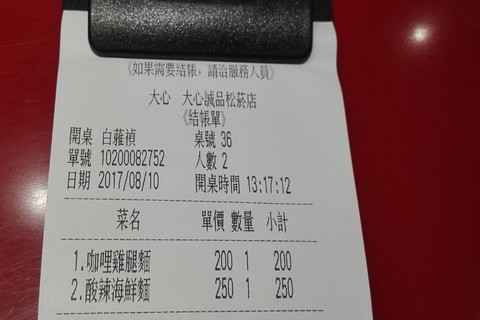 《如果需要結帳，請洽服務人員》
大心 大心誠品松菸店
《結帳單》
開桌 白蕹禎 桌號 36
單號 10200082752 人數 2
日期 2017/08/10 開桌時間 13:17:12
菜名 單價 數量 小計
1.咖哩雞腿麵 200 1 200
2.酸辣海鮮麵 250 1 250